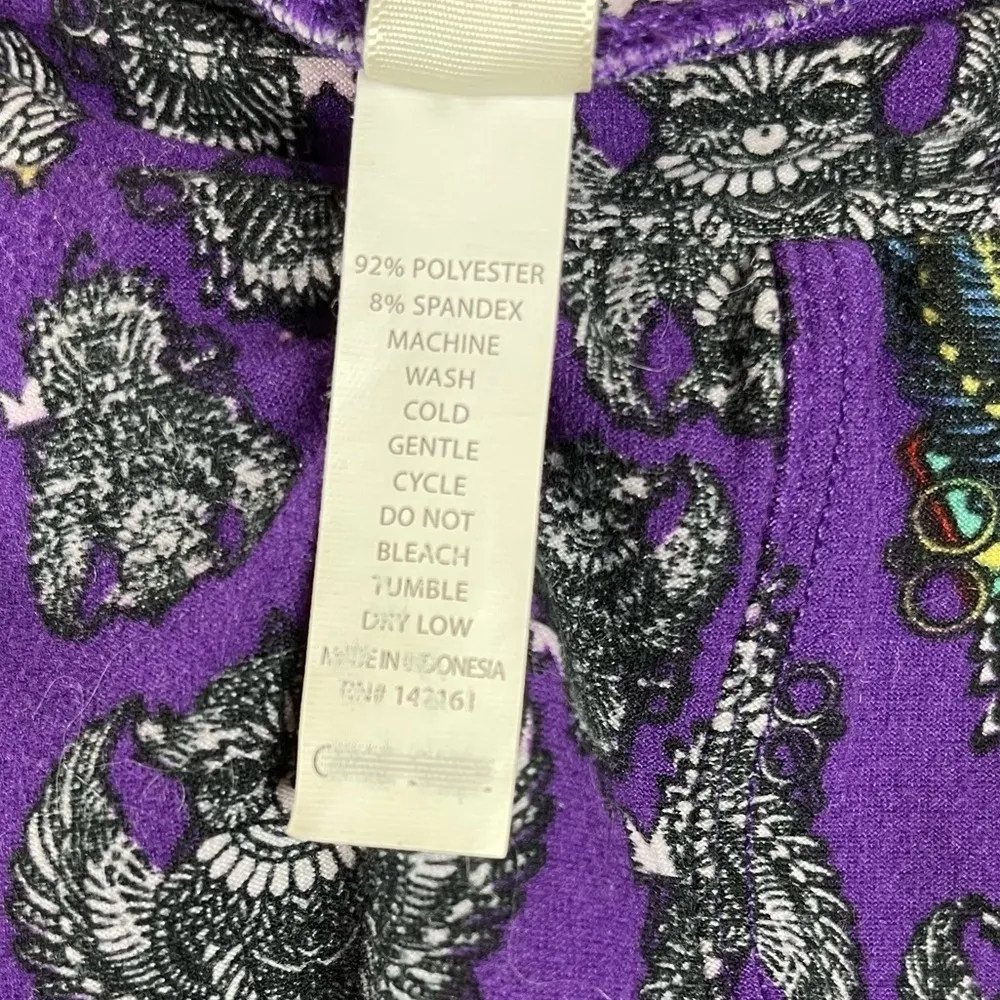 92% POLYESTER
8% SPANDEX
MACHINE
WASH
COLD
GENTLE
CYCLE
DO NOT
BLEACH
TUMBLE
DRY LOW
MADE IN INDONESIA
RN#